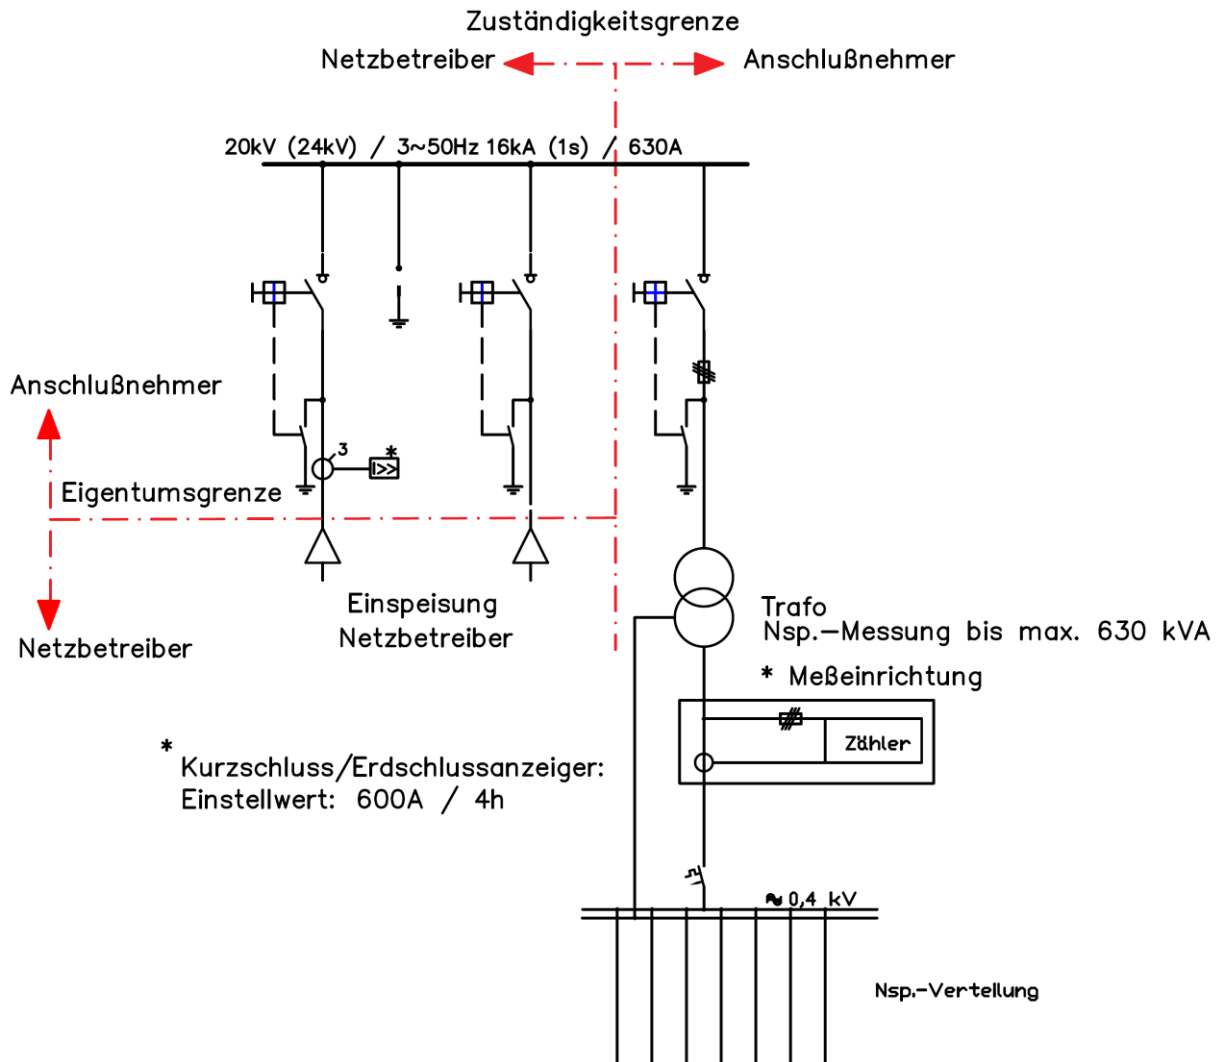 Zuständigkeitsgrenze
Netzbetreiber
Anschlußnehmer
20kV (24kV) / 3~50Hz 16kA (1s) / 630A
Anschlußnehmer
3
*
I>>
Eigentumsgrenze
Netzbetreiber
Einspeisung
Netzbetreiber
Trafo
Nsp.-Messung bis max. 630 kVA
* Meßeinrichtung
Zähler
*
Kurzschluss/Erdschlussanzeiger:
Einstellwert: 600A / 4h
≈ 0,4 kV
Nsp.-Verteilung